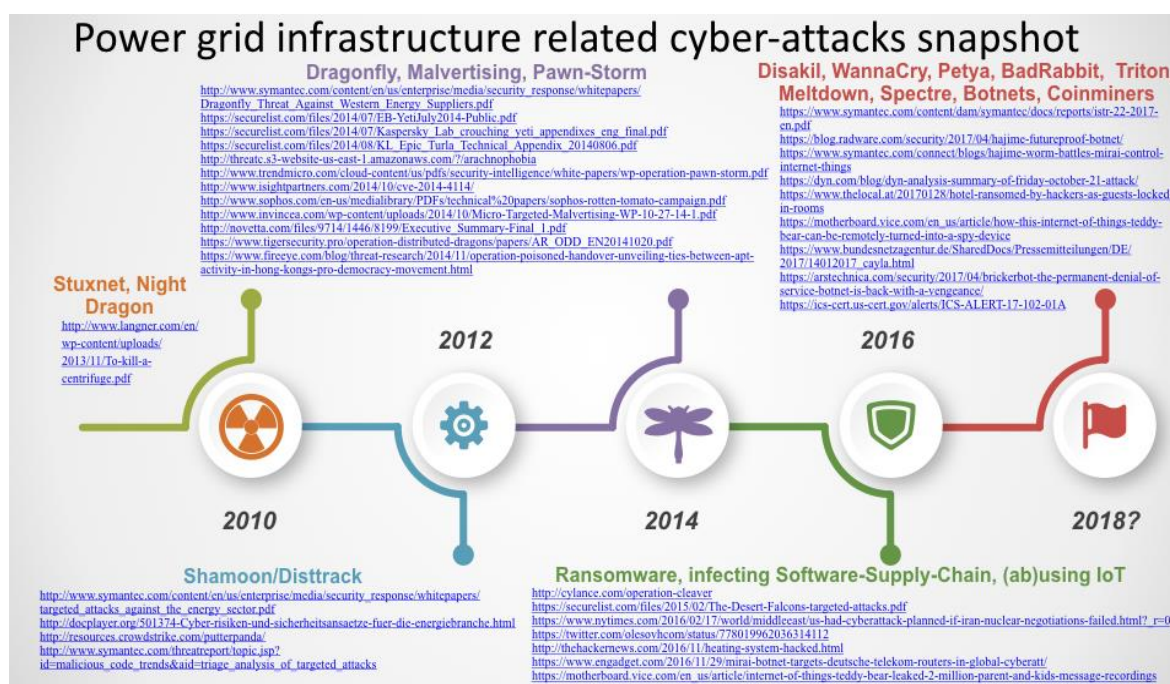 Power grid infrastructure related cyber-attacks snapshot
Dragonfly, Malvertising, Pawn-Storm
http://www.symantec.com/content/en/us/enterprise/media/security_response/whitepapers/
Dragonfly_Threat_Against_Western_Energy_Suppliers.pdf
https://securelist.com/files/2014/07/EB-YetiJuly2014-Public.pdf
https://securelist.com/files/2014/07/Kaspersky_Lab_crouching_yeti_appendixes_eng_final.pdf
https://securelist.com/files/2014/08/KL_Epic_Turla_Technical_Appendix_20140806.pdf
http://threatc.s3-website-us-east-1.amazonaws.com/?/arachnophobia
http://www.trendmicro.com/cloud-content/us/pdfs/security-intelligence/white-papers/wp-operation-pawn-storm.pdf
http://www.isightpartners.com/2014/10/cve-2014-4114/
http://www.sophos.com/en-us/medialibrary/PDFs/technical%20papers/sophos-rotten-tomato-campaign.pdf
http://www.invincea.com/wp-content/uploads/2014/10/Micro-Targeted-Malvertising-WP-10-27-14-1.pdf
http://novetta.com/files/9714/1446/8199/Executive_Summary-Final_1.pdf
https://www.tigersecurity.pro/operation-distributed-dragons/papers/AR_ODD_EN20141020.pdf
https://www.fireeye.com/blog/threat-research/2014/11/operation-poisoned-handover-unveiling-ties-between-apt-
activity-in-hong-kongs-pro-democracy-movement.html
Disakil, WannaCry, Petya, BadRabbit, Triton
Meltdown, Spectre, Botnets, Coinminers
https://www.symantec.com/content/dam/symantec/docs/reports/istr-22-2017-
en.pdf
https://blog.radware.com/security/2017/04/hajime-futureproof-botnet/
https://www.symantec.com/connect/blogs/hajime-worm-battles-mirai-control-
internet-things
https://dyn.com/blog/dyn-analysis-summary-of-friday-october-21-attack/
https://www.thelocal.at/20170128/hotel-ransomed-by-hackers-as-guests-locked
in-rooms
https://motherboard.vice.com/en_us/article/how-this-internet-of-things-teddy-
bear-can-be-remotely-turned-into-a-spy-device
https://www.bundesnetzagentur.de/SharedDocs/Pressemitteilungen/DE/
2017/14012017_cayla.html
https://arstechnica.com/security/2017/04/brickerbot-the-permanent-denial-of-
service-botnet-is-back-with-a-vengeance/
https://ics-cert.us-cert.gov/alerts/ICS-ALERT-17-102-01A
Stuxnet, Night
Dragon
http://www.langner.com/en/
wp-content/uploads/
2013/11/To-kill-a-
centrifuge.pdf
2012
2016
2010
2014
2018?
Shamoon/Disttrack
http://www.symantec.com/content/en/us/enterprise/media/security_response/whitepapers/
targeted_attacks_against_the_energy_sector.pdf
http://docplayer.org/501374-Cyber-risiken-und-sicherheitsansaetze-fuer-die-energiebranche.html
http://resources.crowdstrike.com/putterpanda/
http://www.symantec.com/threatreport/topic.jsp?
id=malicious_code_trends&aid=triage_analysis_of_targeted_attacks
Ransomware, infecting Software-Supply-Chain, (ab)using IoT
http://cylance.com/operation-cleaver
https://securelist.com/files/2015/02/The-Desert-Falcons-targeted-attacks.pdf
https://www.nytimes.com/2016/02/17/world/middleeast/us-had-cyberattack-planned-if-iran-nuclear-negotiations-failed.html?_r=0
https://twitter.com/olesovhcom/status/778019962036314112
http://thehackernews.com/2016/11/heating-system-hacked.html
https://www.engadget.com/2016/11/29/mirai-botnet-targets-deutsche-telekom-routers-in-global-cyberatt/
https://motherboard.vice.com/en_us/article/internet-of-things-teddy-bear-leaked-2-million-parent-and-kids-message-recordings